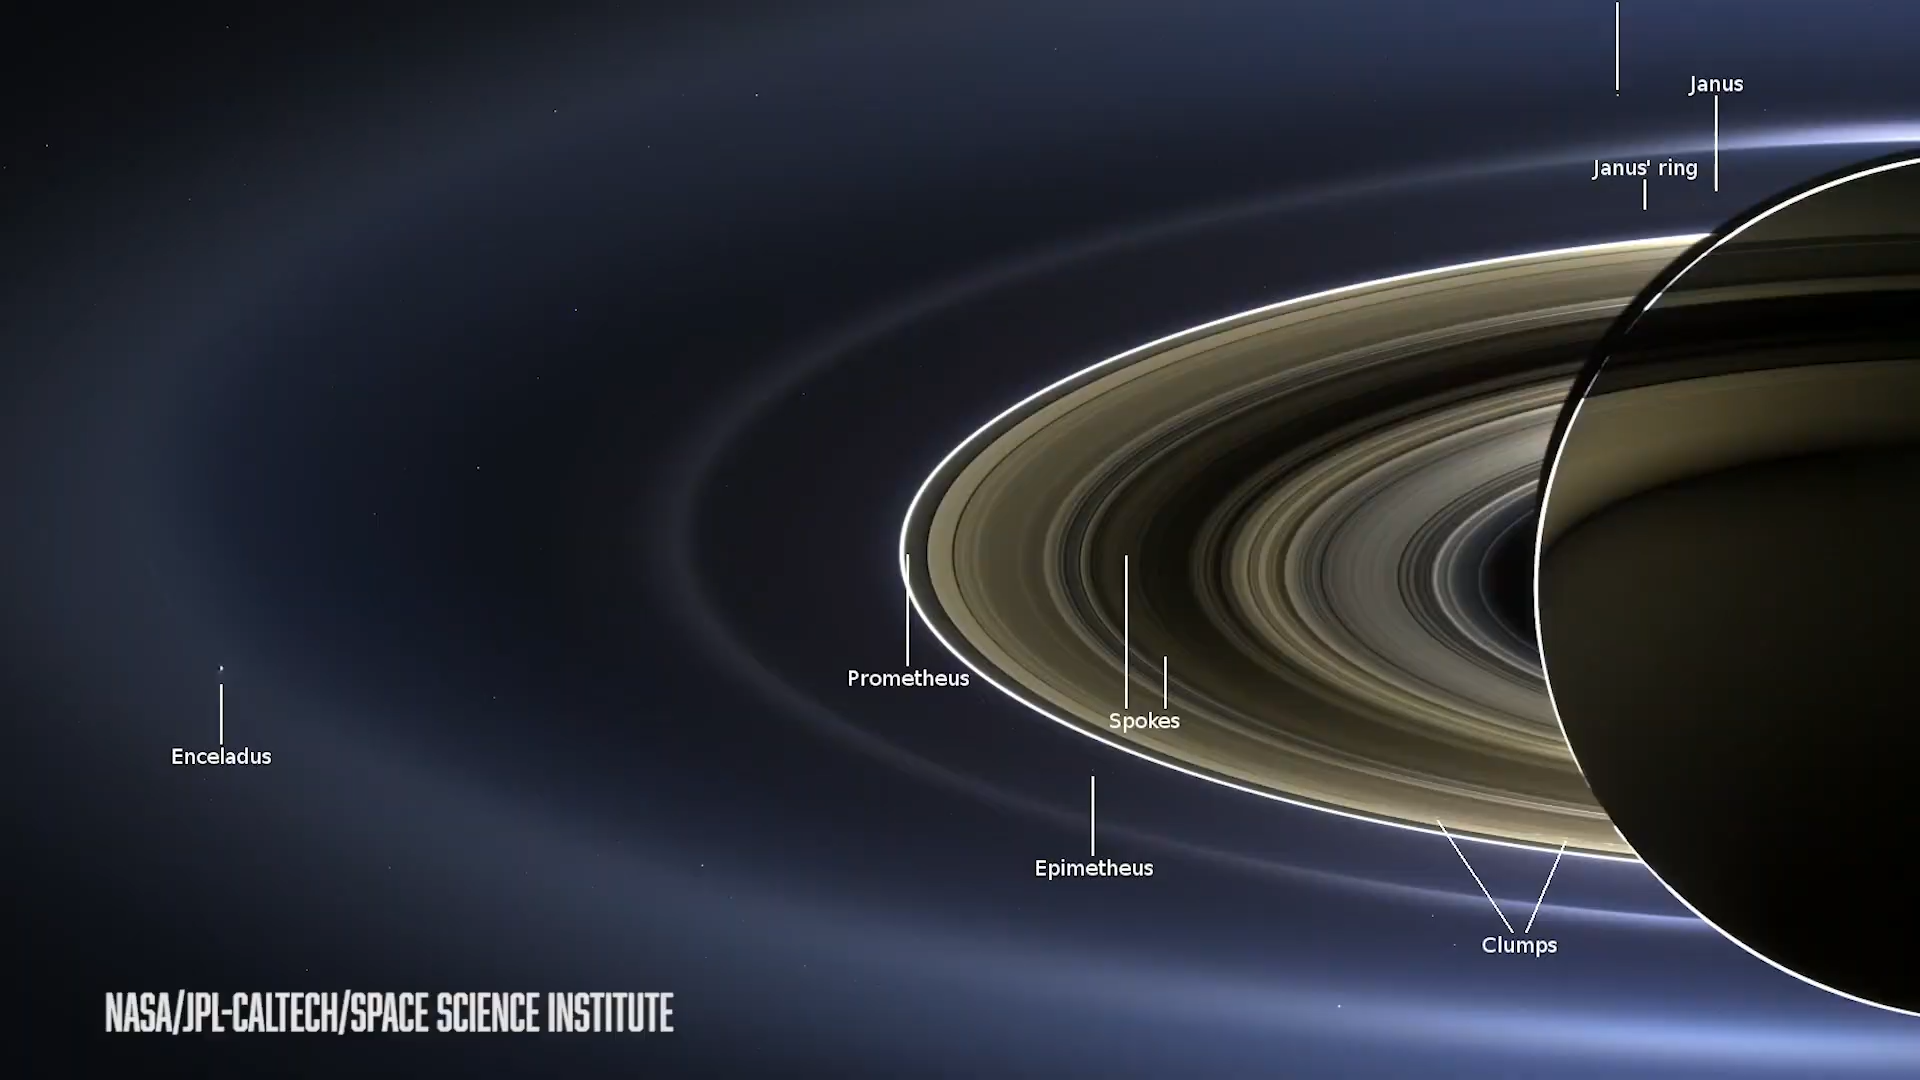 Janus
Janus' ring
Prometheus
Spokes
Enceladus
Epimetheus
Clumps
NASA/JPL-CALTECH/SPACE SCIENCE INSTITUTE